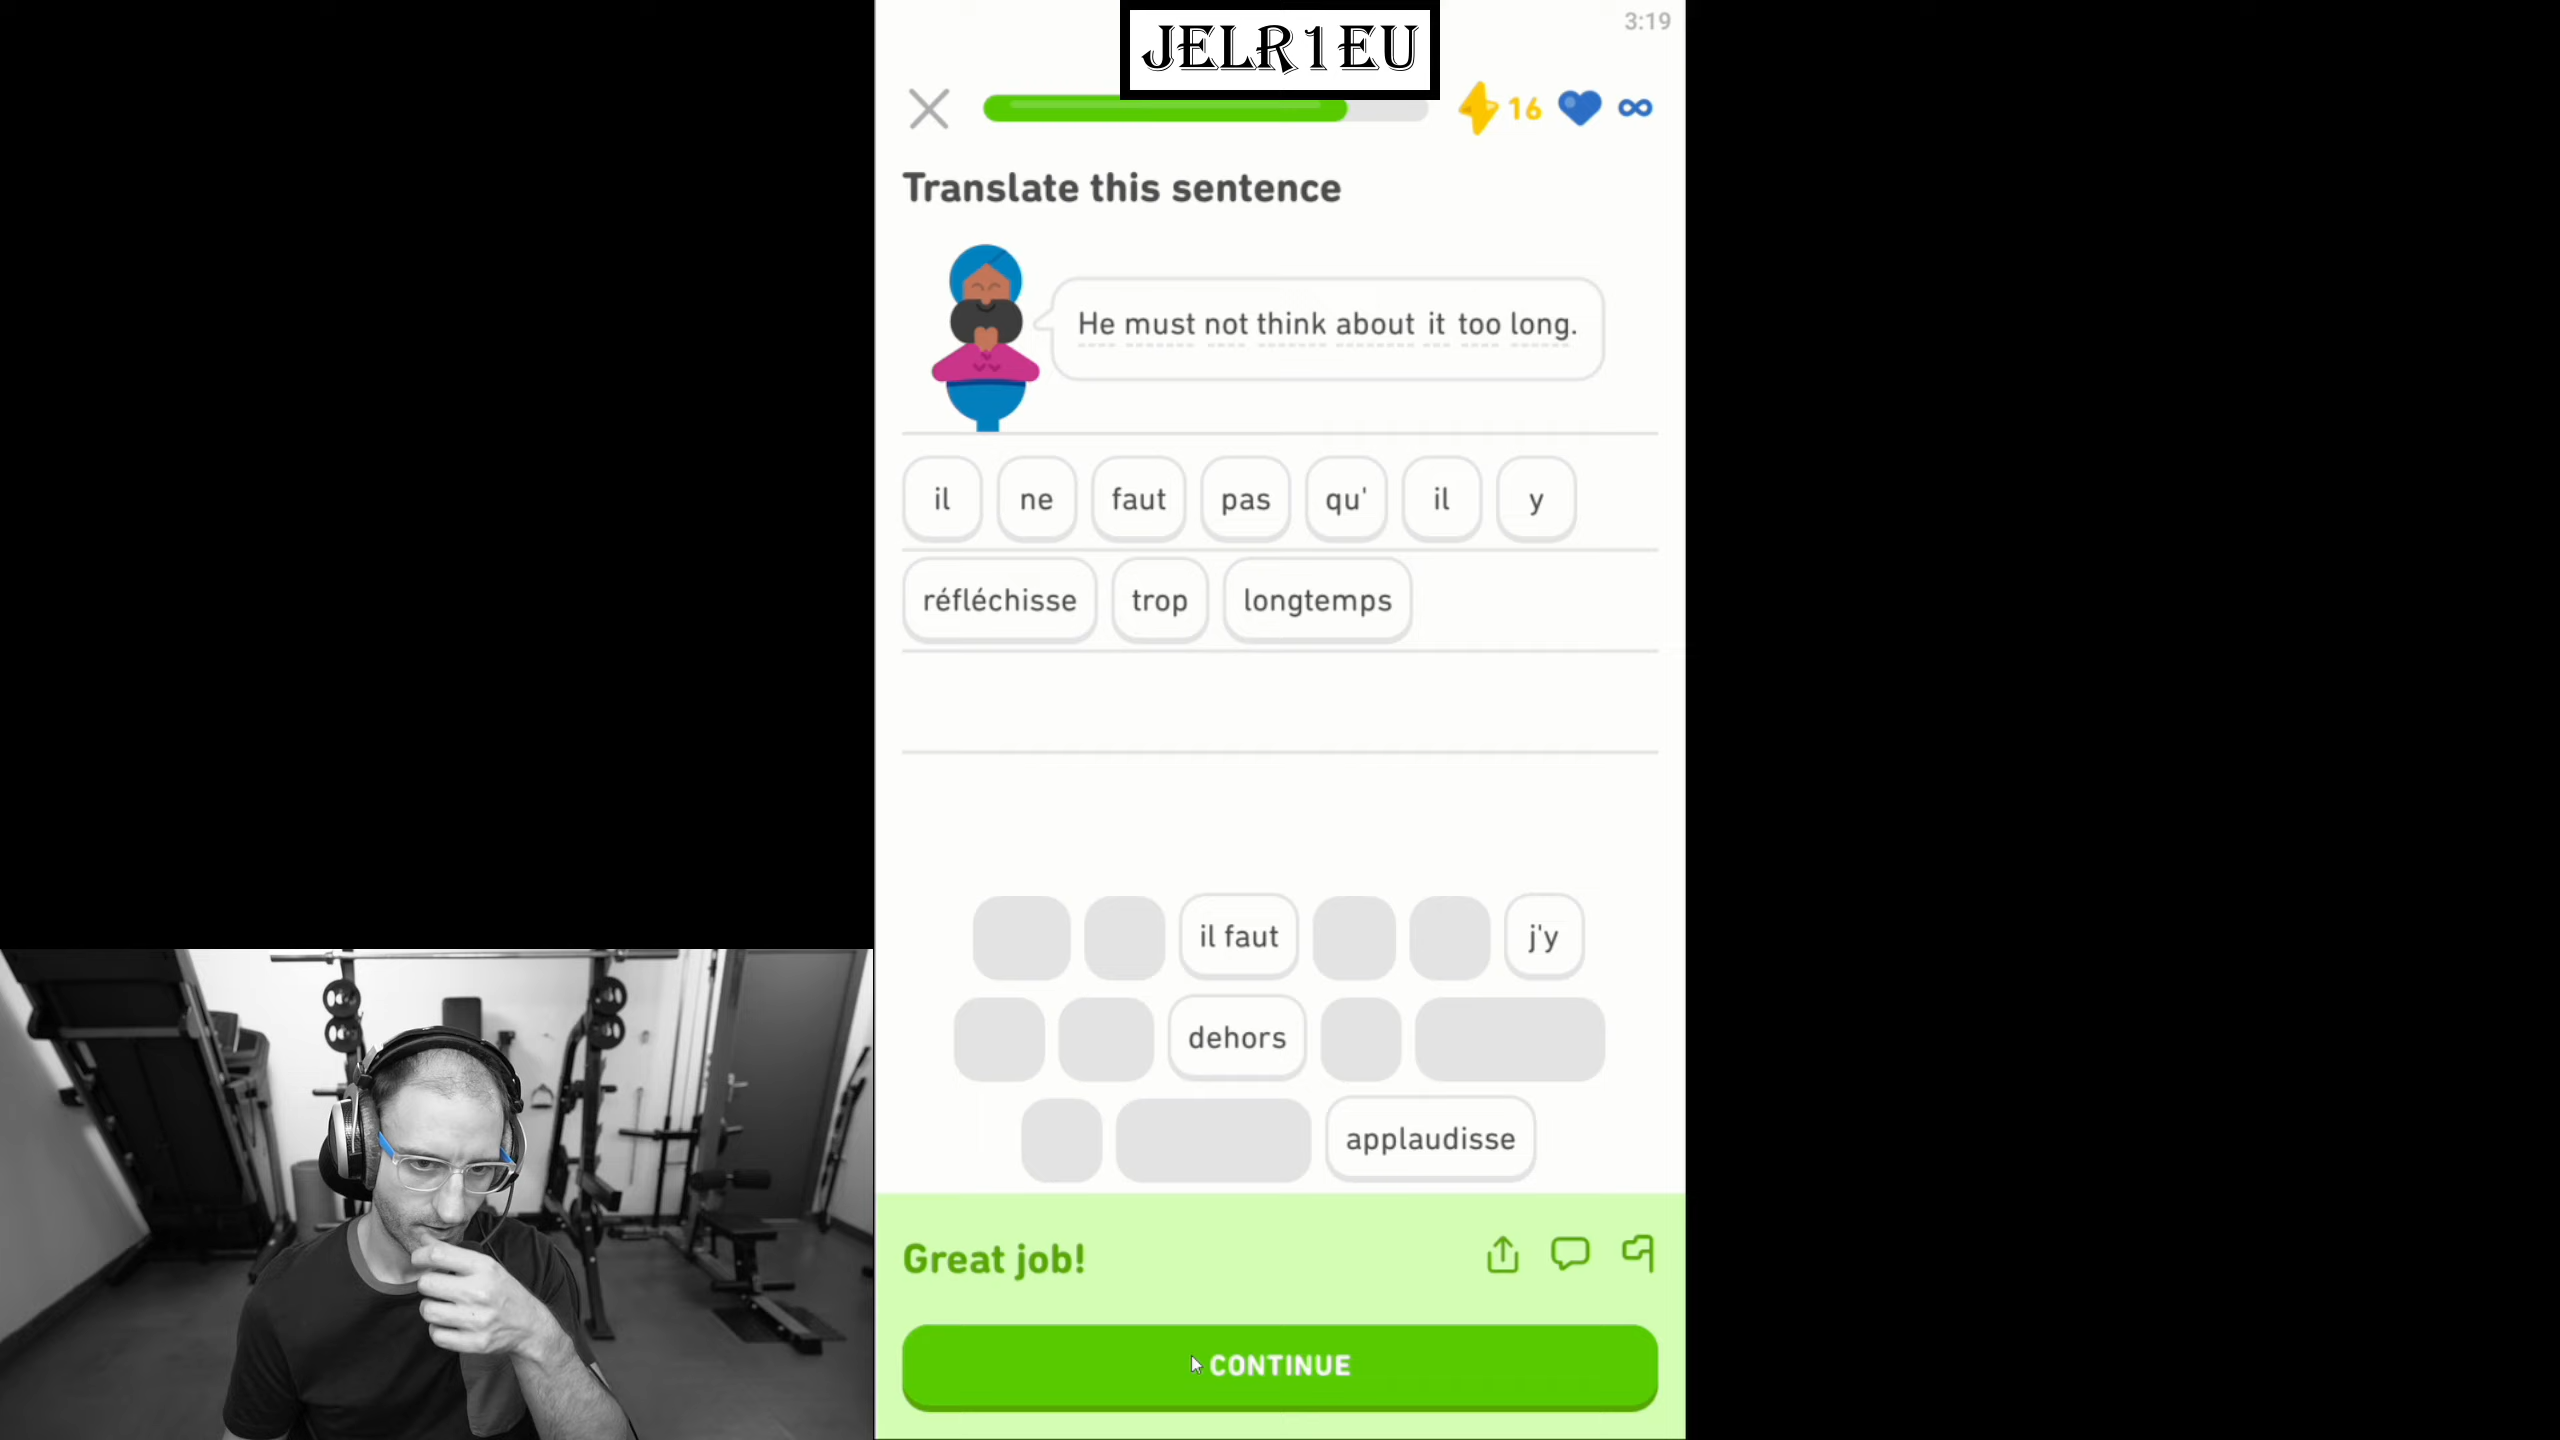 JELR1EU
3:19
16 ∞
Translate this sentence
He must not think about it too long.
il ne faut pas qu' il y
réfléchisse trop longtemps
il faut j'y
dehors
applaudisse
Great job!
CONTINUE